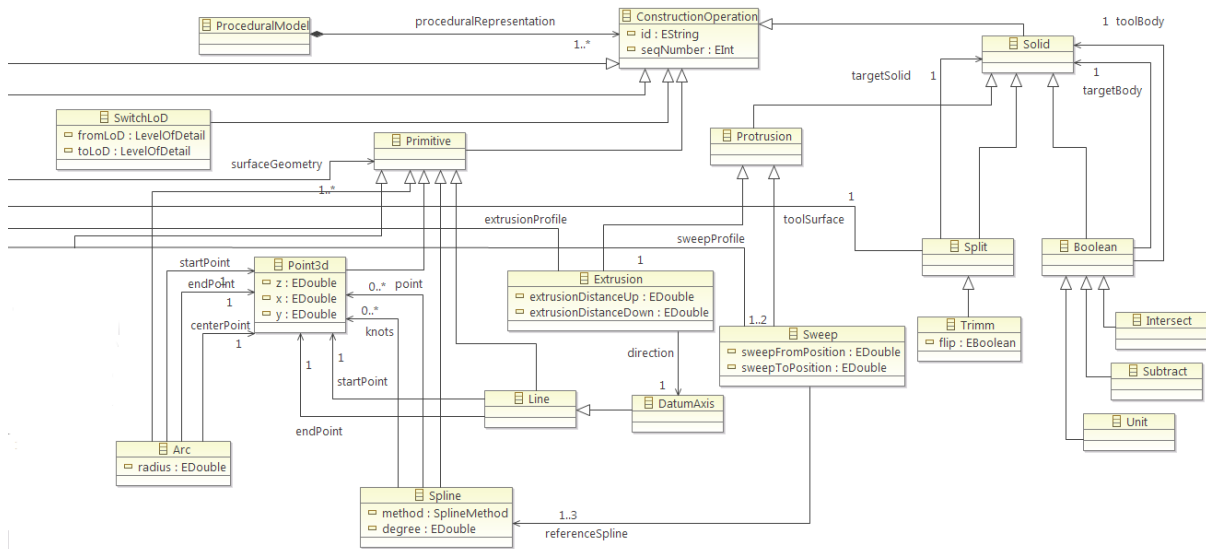 ProceduralModel
proceduralRepresentation
1..*
ConstructionOperation
id : EString
seqNumber : EInt
1 toolBody
Solid
targetSolid
1
1
targetBody
SwitchLoD
fromLoD : LevelOfDetail
toLoD : LevelOfDetail
Primitive
surfaceGeometry
1..*
Protrusion
1
extrusionProfile
toolSurface
sweepProfile
Split
Boolean
startPoint
1
endPoint
1
centerPoint
1
Point3d
z : EDouble
x : EDouble
y : EDouble
0..*
point
0..*
knots
1
Extrusion
extrusionDistanceUp : EDouble
extrusionDistanceDown : EDouble
1..2
Sweep
sweepFromPosition : EDouble
sweepToPosition : EDouble
Trimm
flip : EBoolean
Intersect
Subtract
Unit
direction
1
1
1
startPoint
endPoint
Line
DatumAxis
Arc
radius : EDouble
Spline
method : SplineMethod
degree : EDouble
1..3
referenceSpline